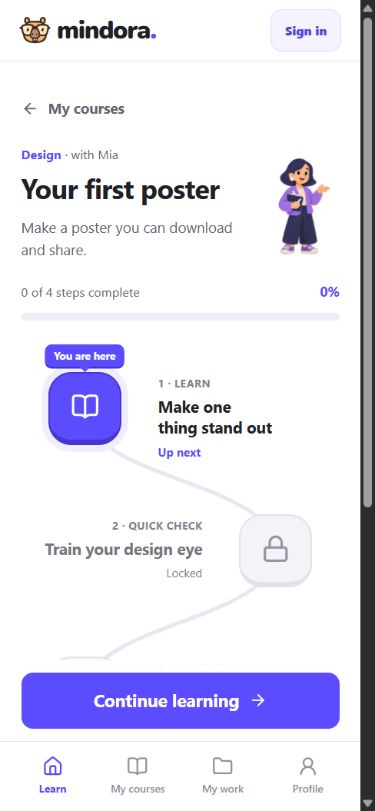 mindora.
Sign in
My courses
Design · with Mia
Your first poster
Make a poster you can download
and share.
0 of 4 steps complete
0%
You are here
1 · LEARN
Make one
thing stand out
Up next
2 · QUICK CHECK
Train your design eye
Locked
Continue learning
Learn
My courses
My work
Profile